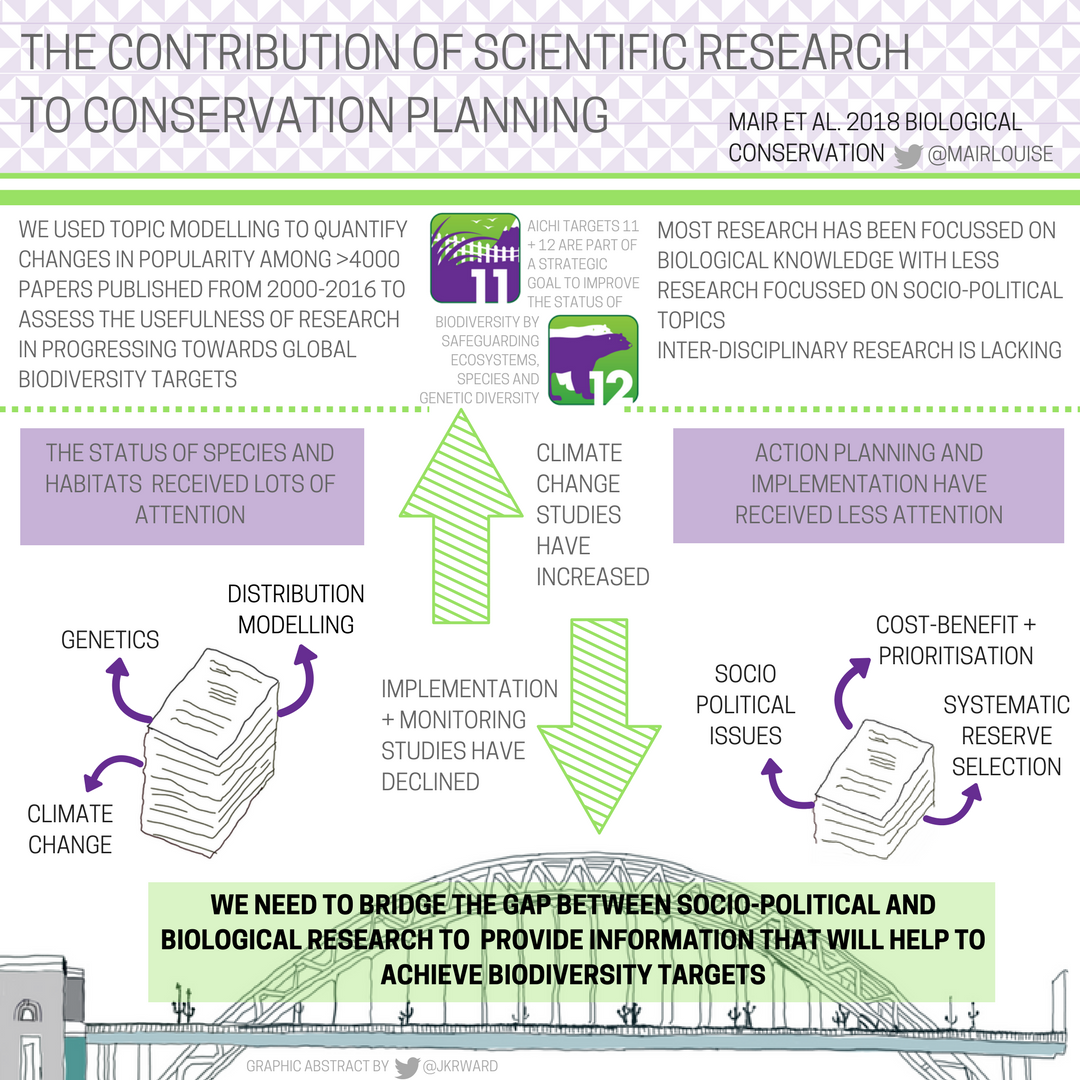 THE CONTRIBUTION OF SCIENTIFIC RESEARCH
TO CONSERVATION PLANNING
MAIR ET AL. 2018 BIOLOGICAL
CONSERVATION @MAIRLOUISE
WE USED TOPIC MODELLING TO QUANTIFY
CHANGES IN POPULARITY AMONG >4000
PAPERS PUBLISHED FROM 2000-2016 TO
ASSESS THE USEFULNESS OF RESEARCH
IN PROGRESSING TOWARDS GLOBAL
BIODIVERSITY TARGETS
11
AICHI TARGETS 11
+ 12 ARE PART OF
A STRATEGIC
GOAL TO IMPROVE
THE STATUS OF
BIODIVERSITY BY
SAFEGUARDING
ECOSYSTEMS,
SPECIES AND
GENETIC DIVERSITY
12
MOST RESEARCH HAS BEEN FOCUSSED ON
BIOLOGICAL KNOWLEDGE WITH LESS
RESEARCH FOCUSSED ON SOCIO-POLITICAL
TOPICS
INTER-DISCIPLINARY RESEARCH IS LACKING
THE STATUS OF SPECIES AND
HABITATS RECEIVED LOTS OF
ATTENTION
CLIMATE
CHANGE
STUDIES
HAVE
INCREASED
ACTION PLANNING AND
IMPLEMENTATION HAVE
RECEIVED LESS ATTENTION
DISTRIBUTION
MODELLING
GENETICS
CLIMATE
CHANGE
IMPLEMENTATION
+ MONITORING
STUDIES HAVE
DECLINED
COST-BENEFIT +
PRIORITISATION
SOCIO
POLITICAL
ISSUES
SYSTEMATIC
RESERVE
SELECTION
WE NEED TO BRIDGE THE GAP BETWEEN SOCIO-POLITICAL AND
BIOLOGICAL RESEARCH TO PROVIDE INFORMATION THAT WILL HELP TO
ACHIEVE BIODIVERSITY TARGETS
GRAPHIC ABSTRACT BY @JKRWARD